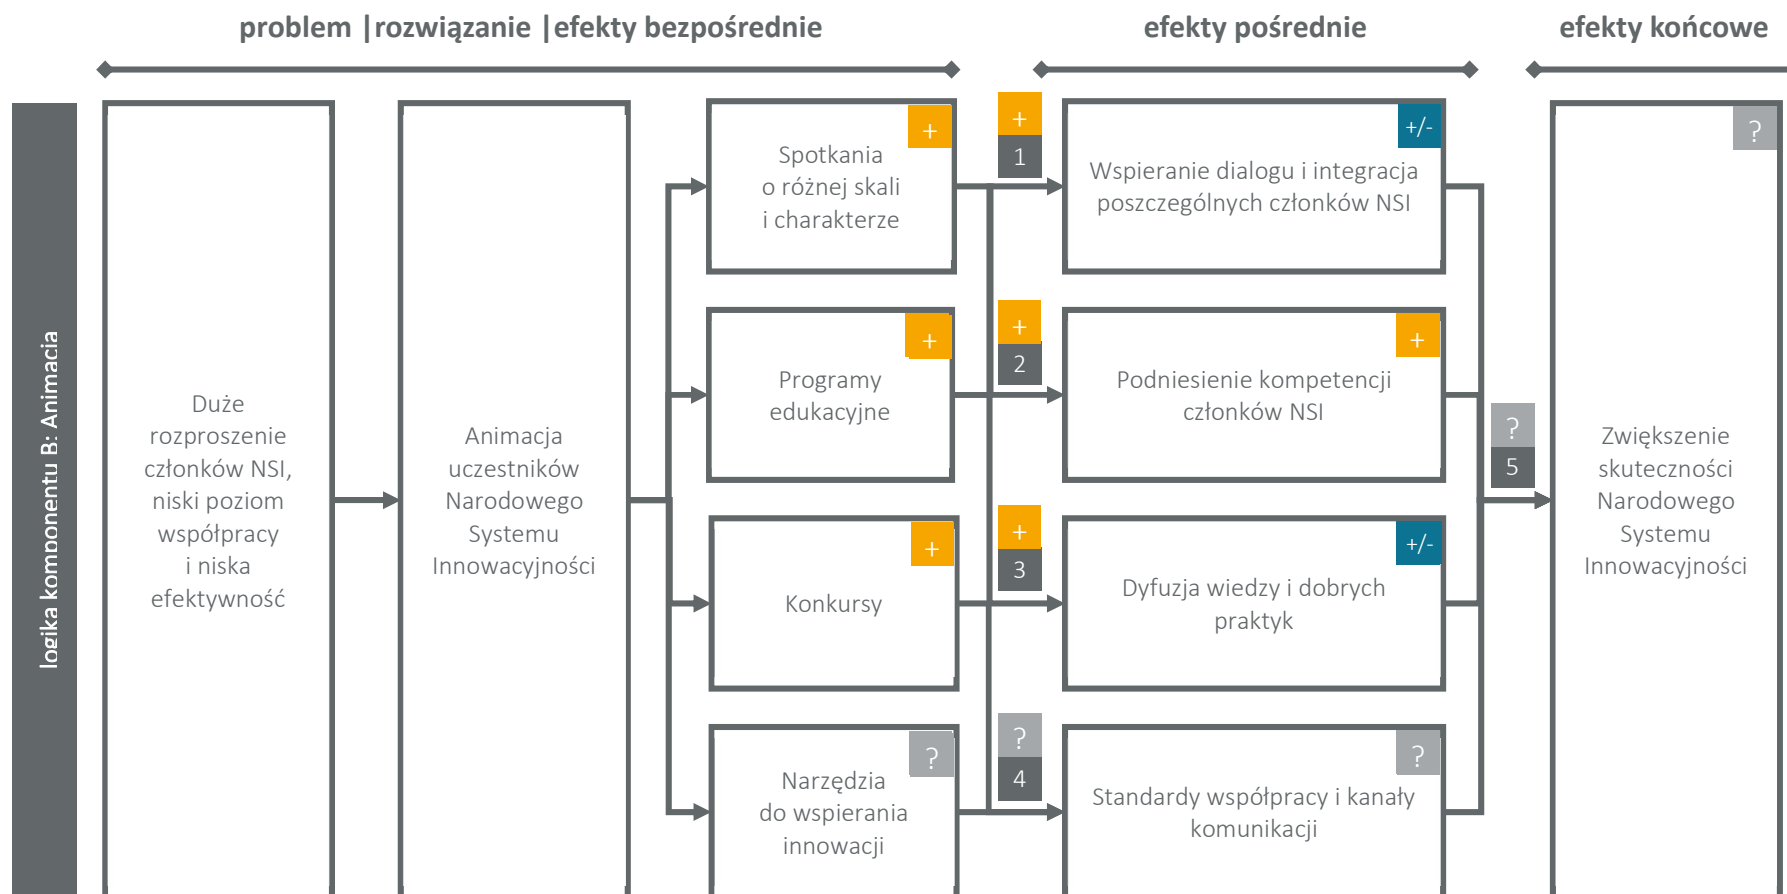 problem |rozwiązanie |efekty bezpośrednie
efekty pośrednie
efekty końcowe
logika komponentu B: Animacja
Duże
rozproszenie
członków NSI,
niski poziom
współpracy
i niska
efektywność
Animacja
uczestników
Narodowego
Systemu
Innowacyjności
+
Spotkania
o różnej skali
i charakterze
+
1
+/-
Wspieranie dialogu i integracja
poszczególnych członków NSI
+
Programy
edukacyjne
+
2
+
Podniesienie kompetencji
członków NSI
+
Konkursy
+
3
+/-
Dyfuzja wiedzy i dobrych
praktyk
?
Narzędzia
do wspierania
innowacji
?
4
?
Standardy współpracy i kanały
komunikacji
?
5
?
Zwiększenie
skuteczności
Narodowego
Systemu
Innowacyjności